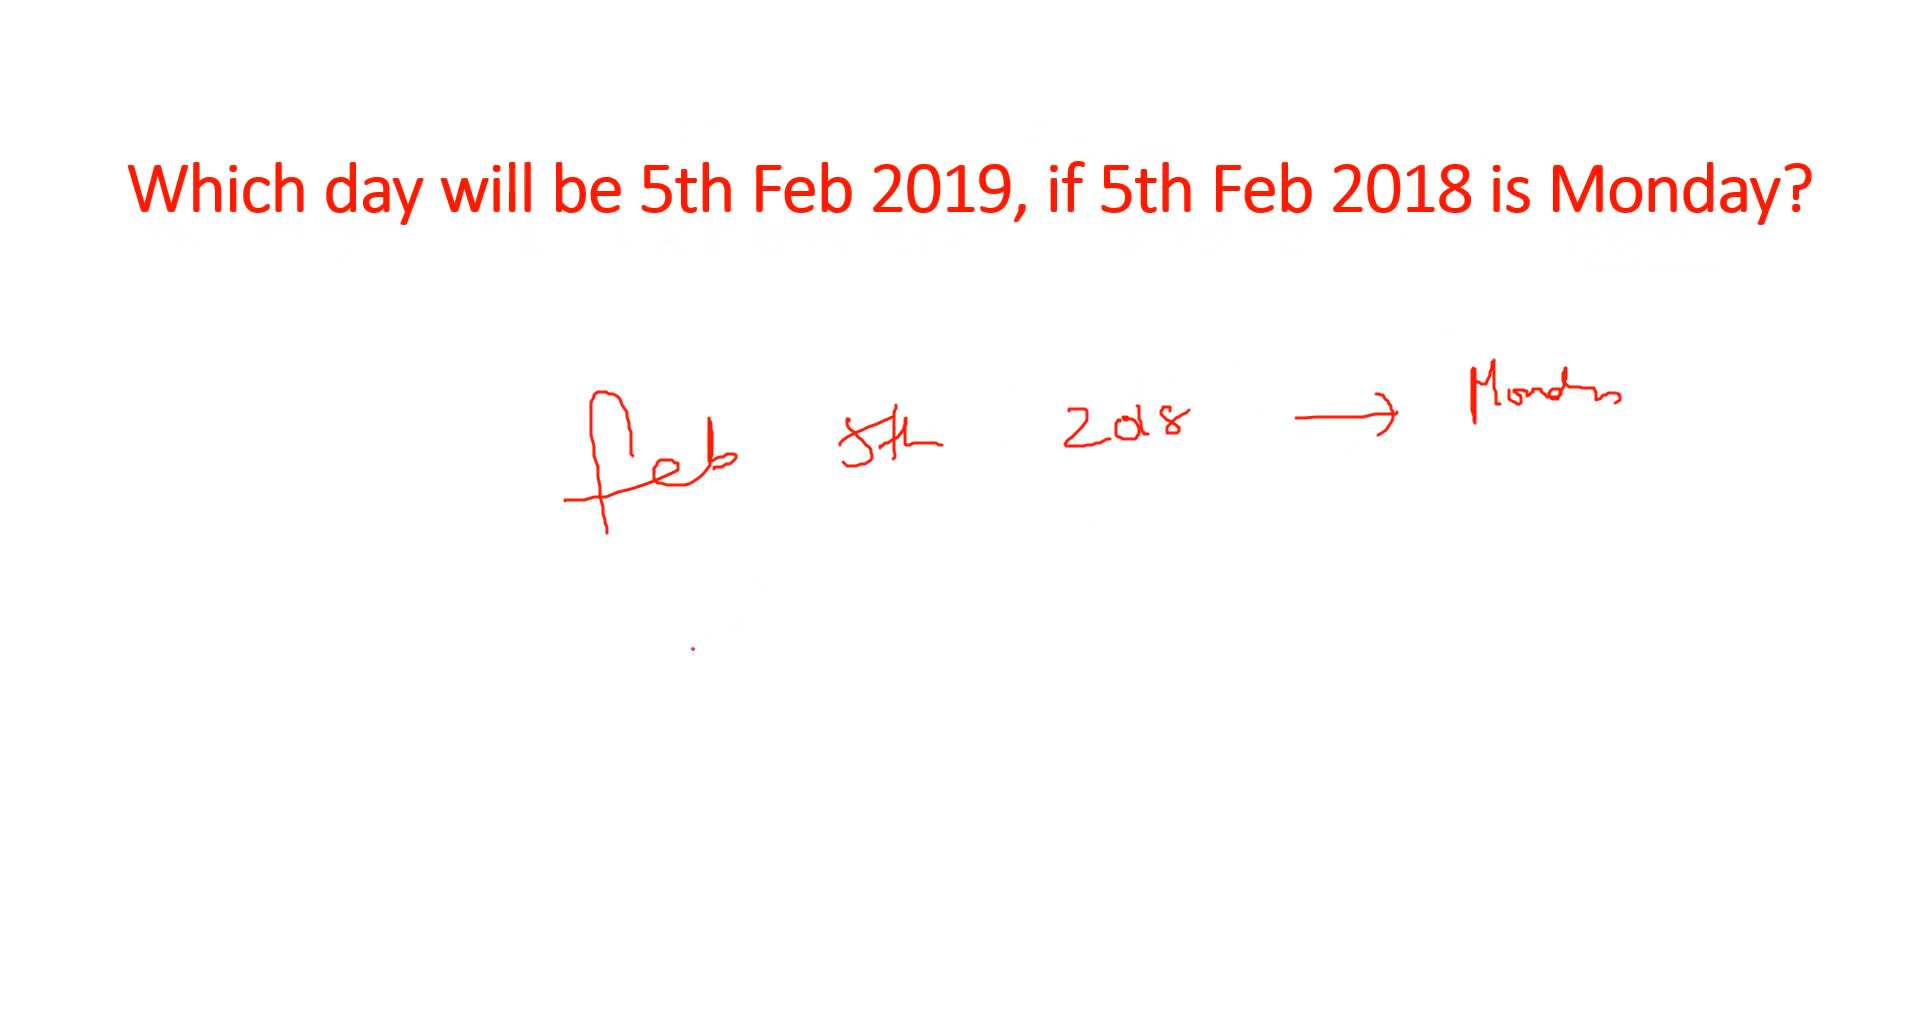 Which day will be 5th Feb 2019, if 5th Feb 2018 is Monday?
Feb 5th 2018 → Monday